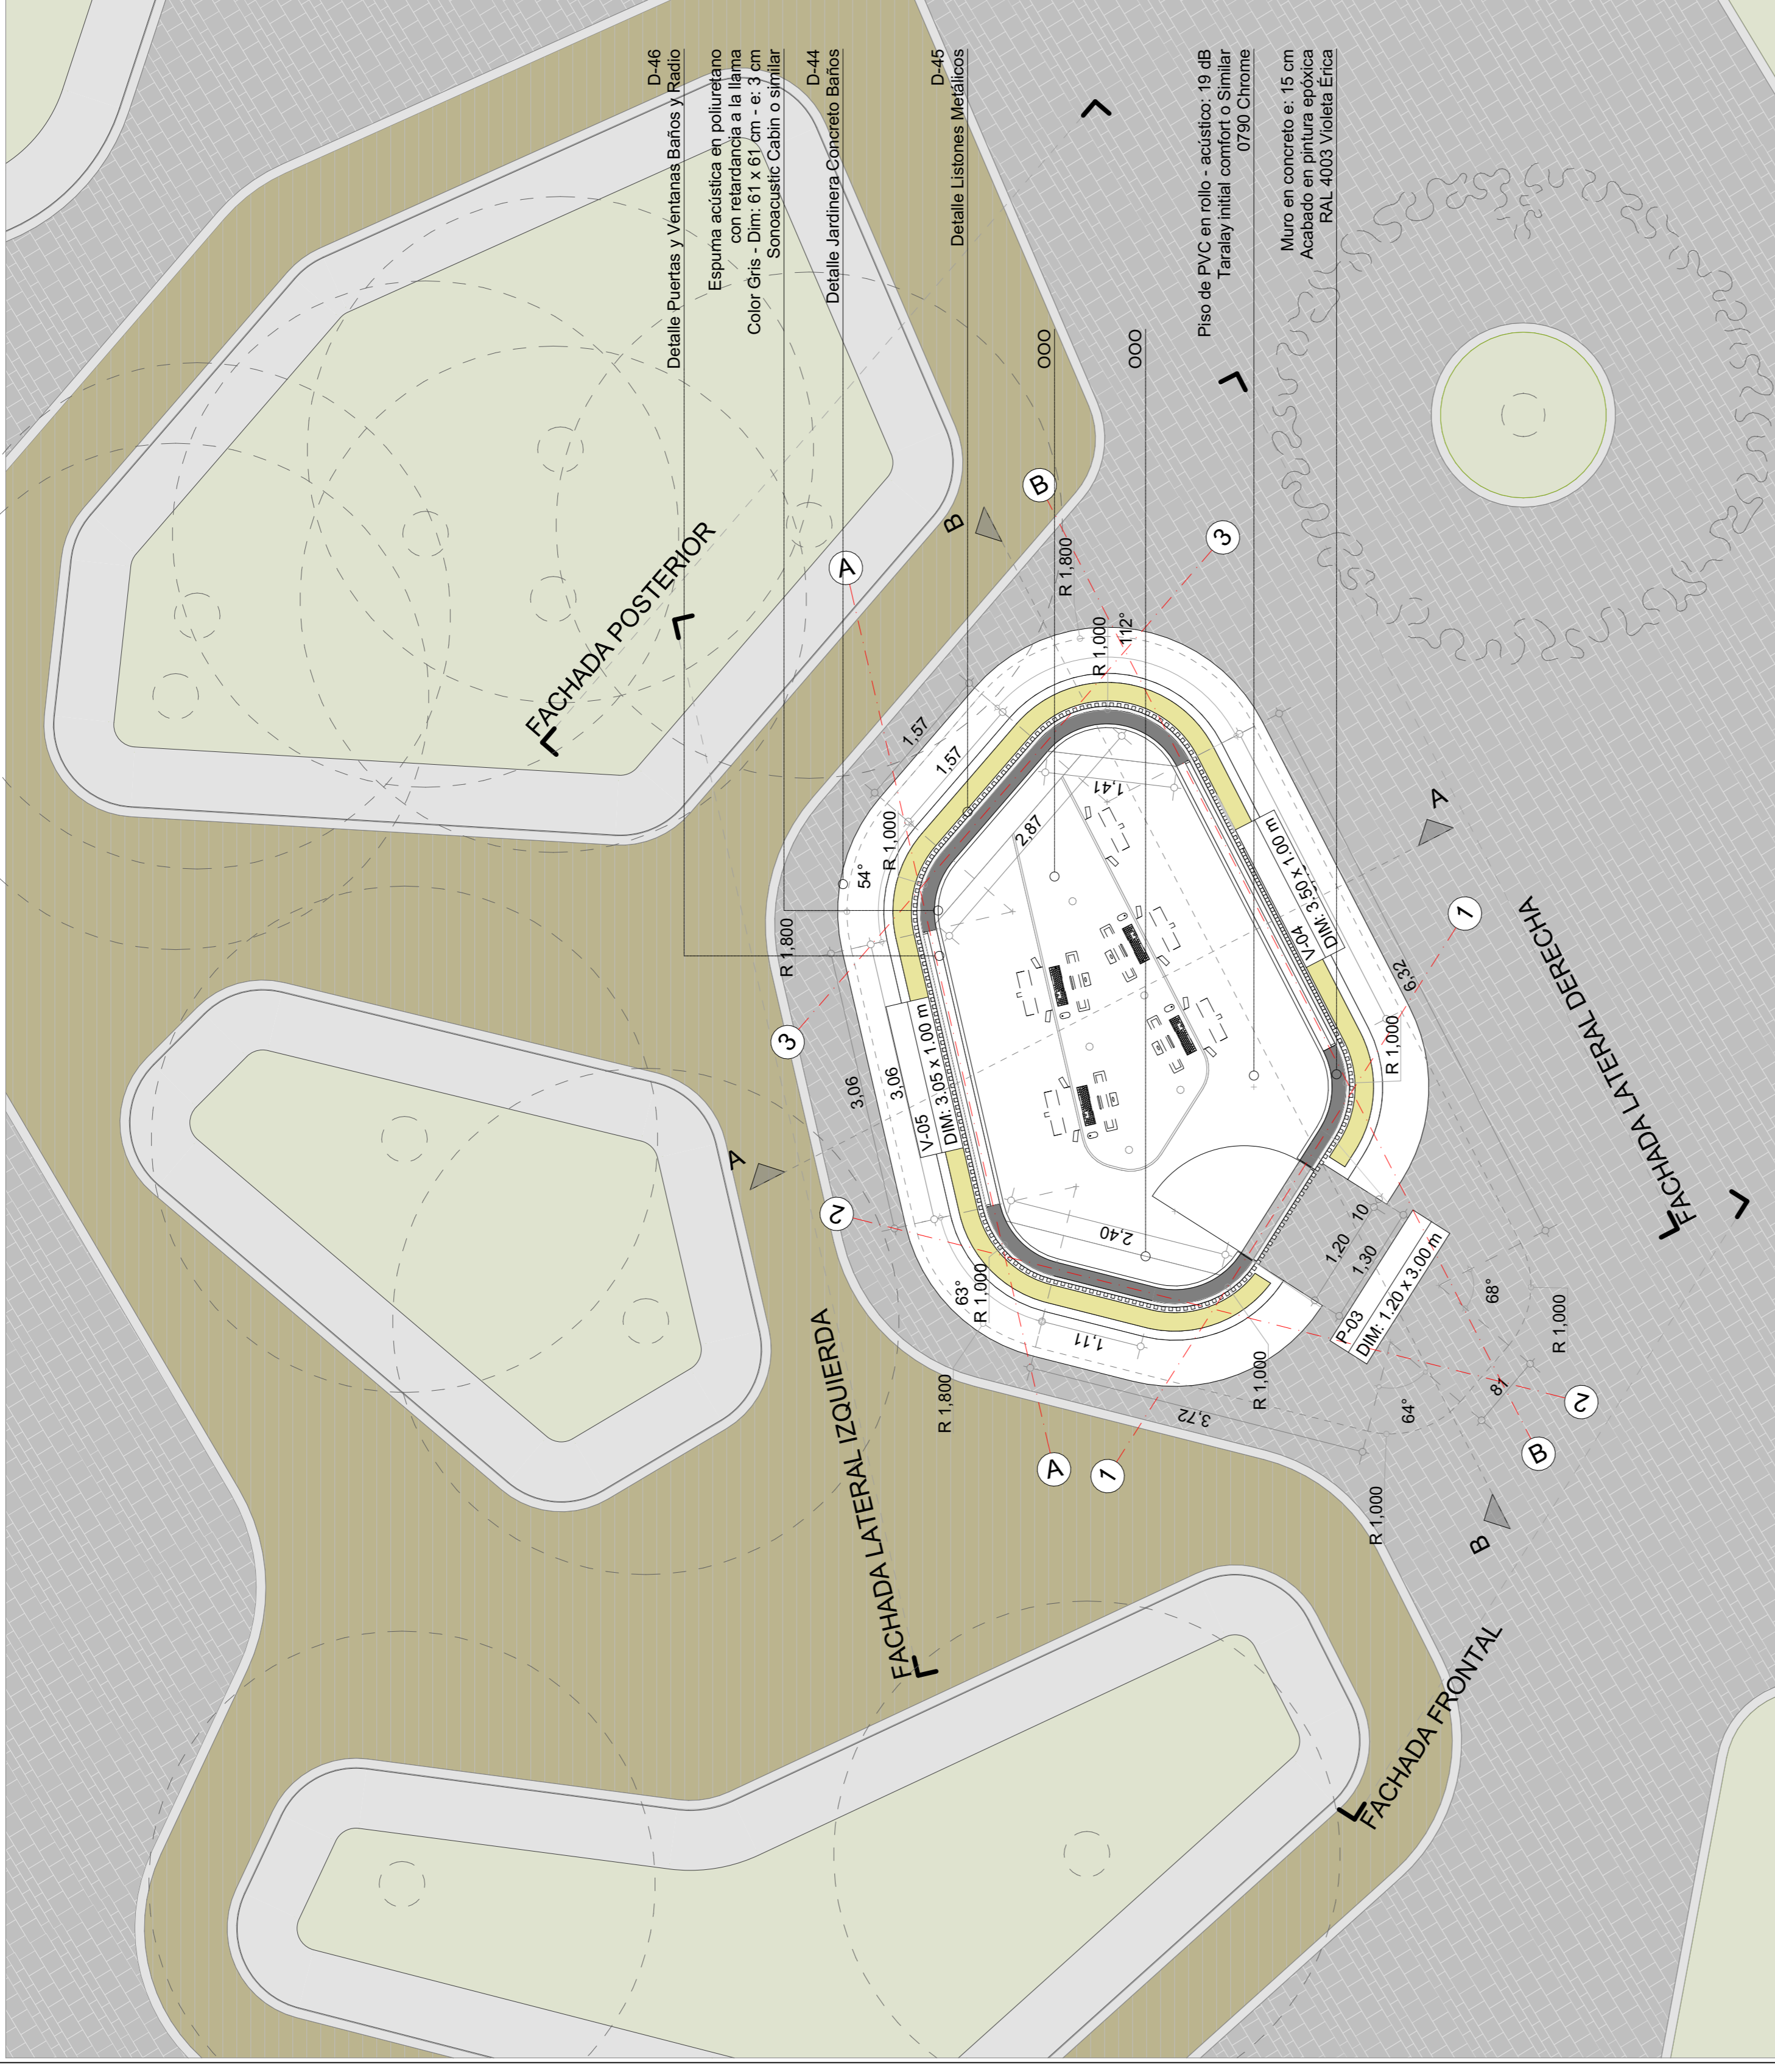 D-46
Detalle Puertas y Ventanas Baños y Radio
Espuma acústica en poliuretano
con retardancia a la llama
Color Gris - Dim: 61 x 61 cm - e: 3 cm
Sonoacustic Cabin o similar
D-44
Detalle Jardinera Concreto Baños
D-45
Detalle Listones Metálicos
OOO
OOO
Piso de PVC en rollo - acústico: 19 dB
Taralay initial comfort o Similar
0790 Chrome
Muro en concreto e: 15 cm
Acabado en pintura epóxica
RAL 4003 Violeta Érica
FACHADA POSTERIOR
FACHADA LATERAL IZQUIERDA
FACHADA FRONTAL
FACHADA LATERAL DERECHA
A
B
B
3
R 1,800
112°
R 1,000
1,57
1,57
1,41
2,87
R 1,000
54°
R 1,800
3
3,06
3,06
V-05
DIM: 3.05 x 1.00 m
V-04
DIM: 3.50 x 1.00 m
A
A
1
6,32
R 1,000
2
2,40
10
1,20
1,30
P-03
DIM: 1.20 x 3.00 m
63°
R 1,000
1,11
R 1,800
R 1,000
3,72
68°
R 1,000
81
64°
2
B
A
1
R 1,000
B